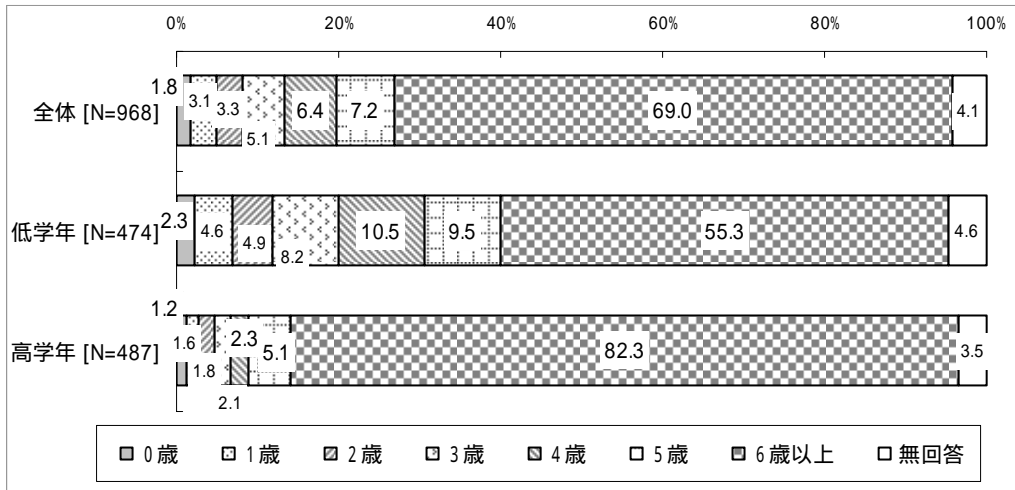 0% 20% 40% 60% 80% 100%
全体 [N=968] 1.8 3.1 3.3 5.1 6.4 7.2 69.0 4.1
低学年 [N=474] 2.3 4.6 4.9 8.2 10.5 9.5 55.3 4.6
高学年 [N=487] 1.2 1.6 1.8 2.1 2.3 5.1 82.3 3.5
0歳 1歳 2歳 3歳 4歳 5歳 6歳以上 無回答